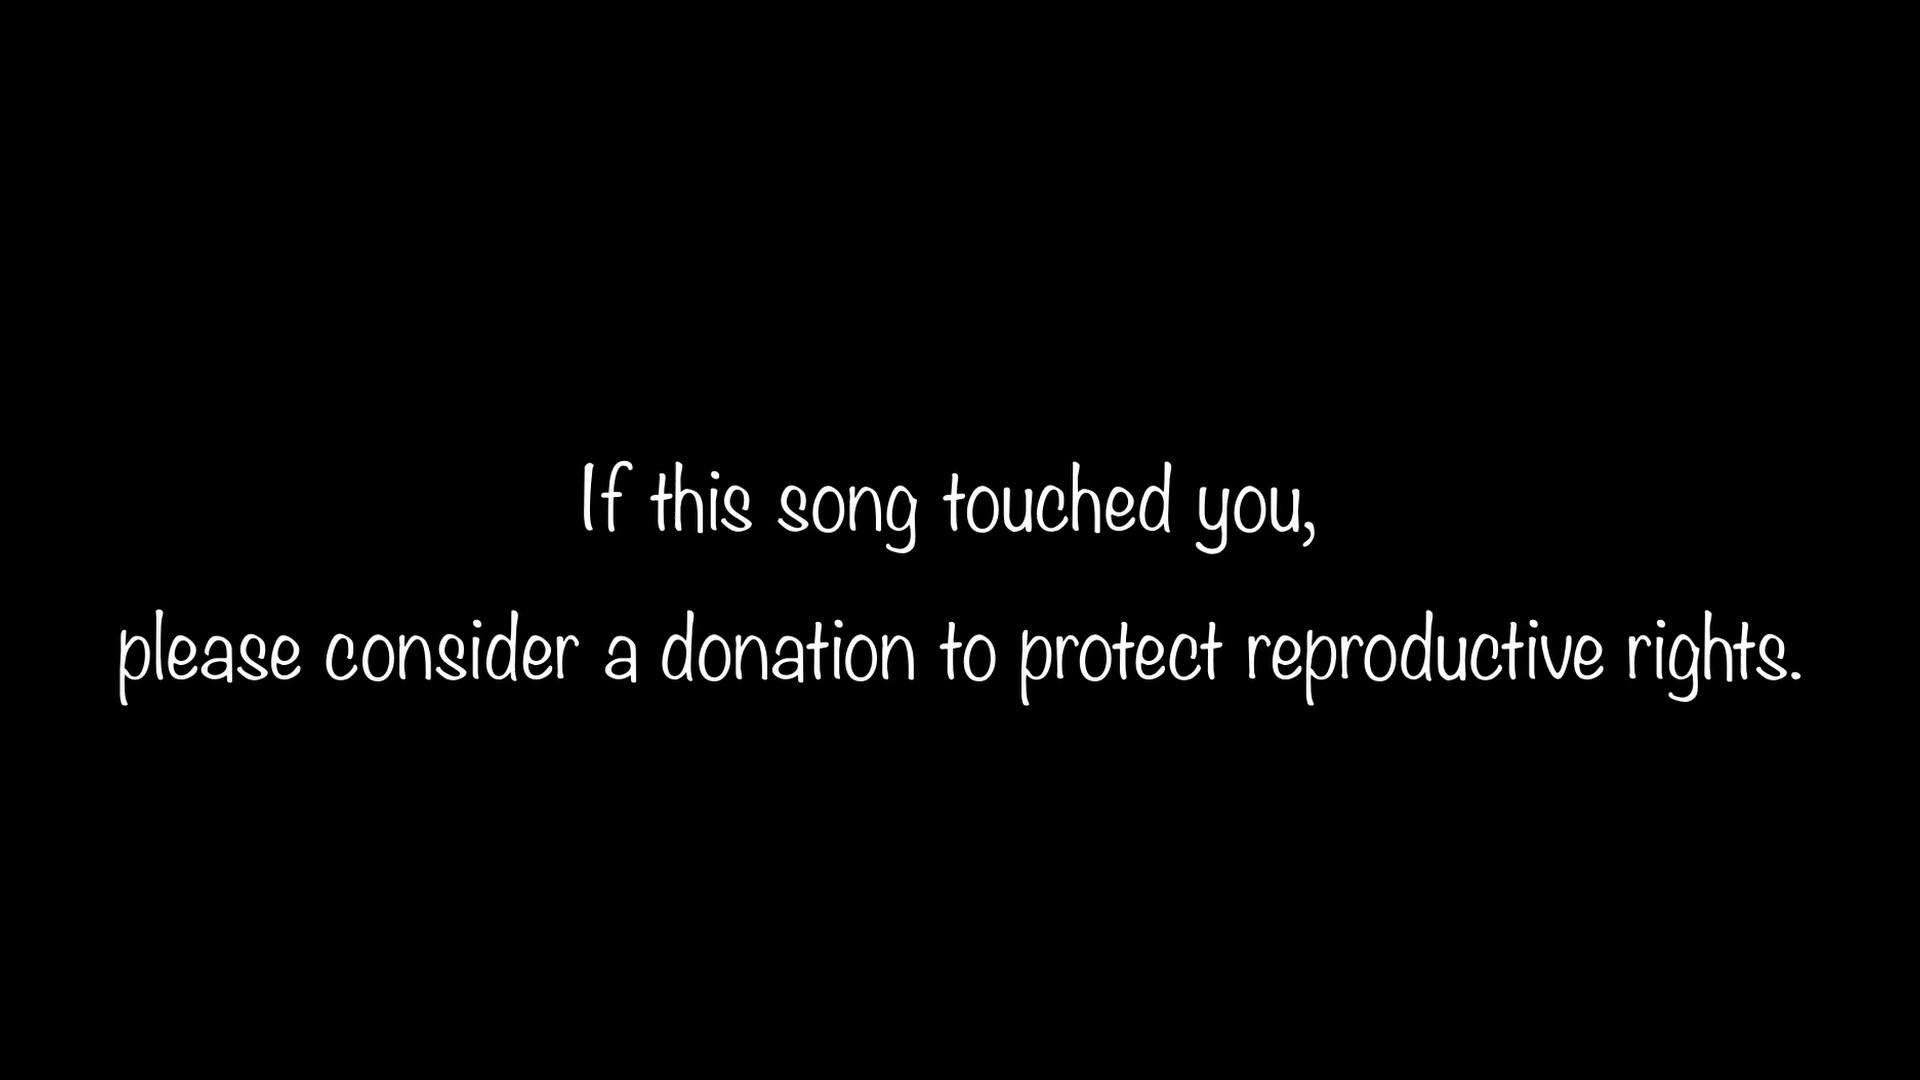 If this song touched you,
please consider a donation to protect reproductive rights.